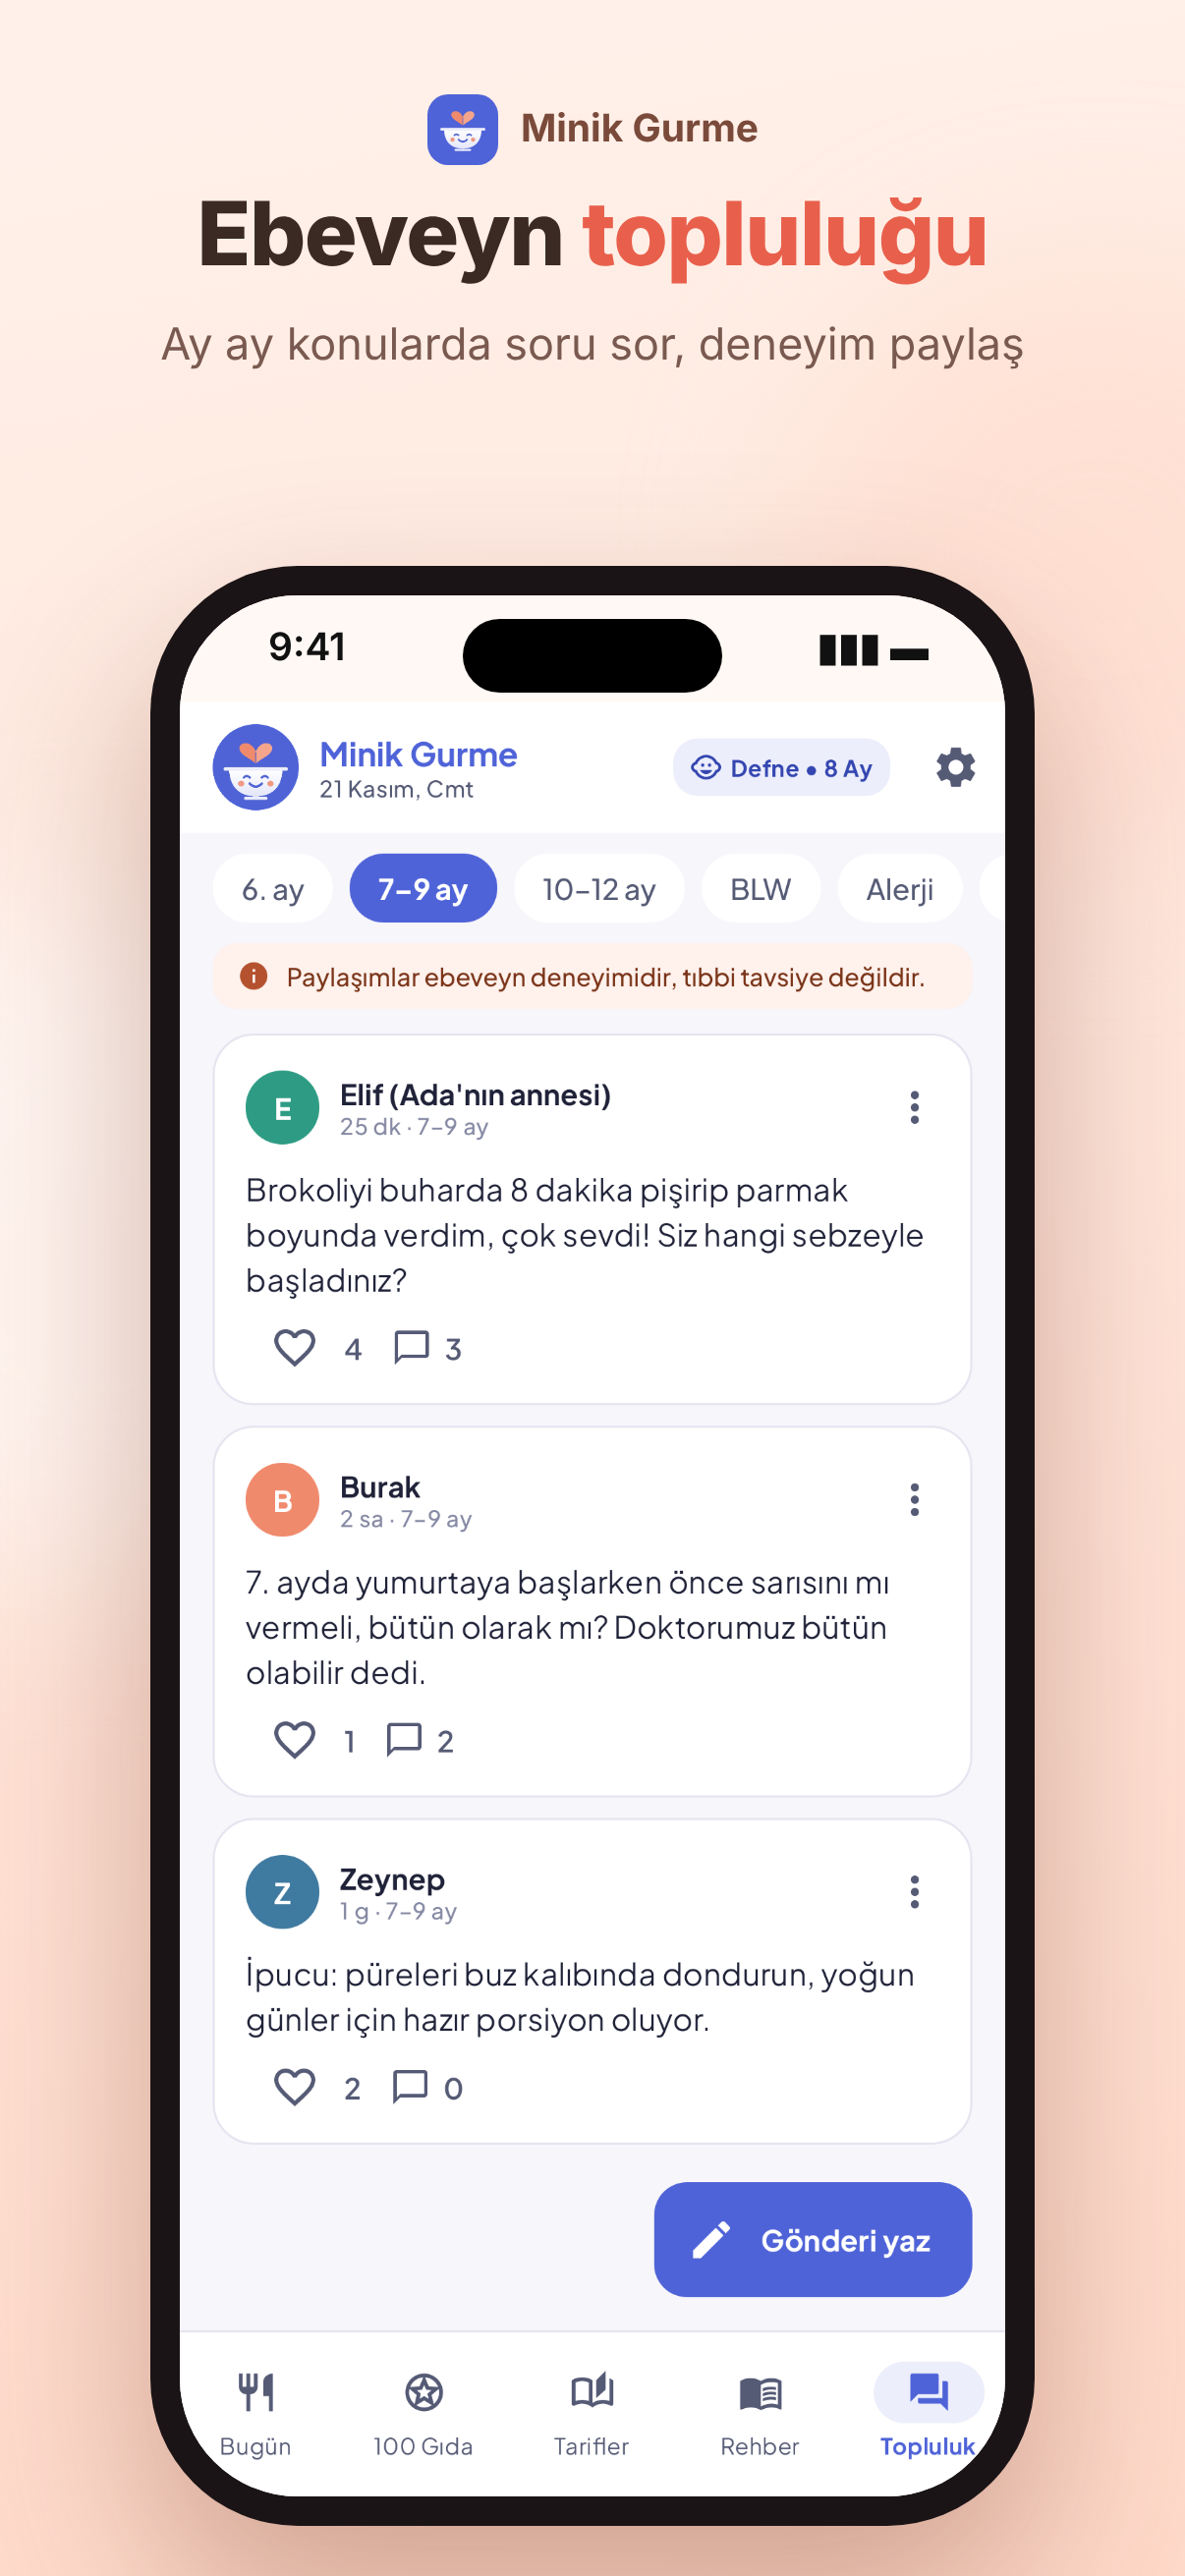 Minik Gurme
Ebeveyn topluluğu
Ay ay konularda soru sor, deneyim paylaş
9:41
Minik Gurme
21 Kasım, Cmt
Defne • 8 Ay
6. ay
7–9 ay
10–12 ay
BLW
Alerji
Paylaşımlar ebeveyn deneyimidir, tıbbi tavsiye değildir.
E
Elif (Ada'nın annesi)
25 dk · 7–9 ay
Brokoliyi buharda 8 dakika pişirip parmak
boyunda verdim, çok sevdi! Siz hangi sebzeyle
başladınız?
4
3
B
Burak
2 sa · 7–9 ay
7. ayda yumurtaya başlarken önce sarısını mı
vermeli, bütün olarak mı? Doktorumuz bütün
olabilir dedi.
1
2
Z
Zeynep
1 g · 7–9 ay
İpucu: püreleri buz kalıbında dondurun, yoğun
günler için hazır porsiyon oluyor.
2
0
Gönderi yaz
Bugün
100 Gıda
Tarifler
Rehber
Topluluk